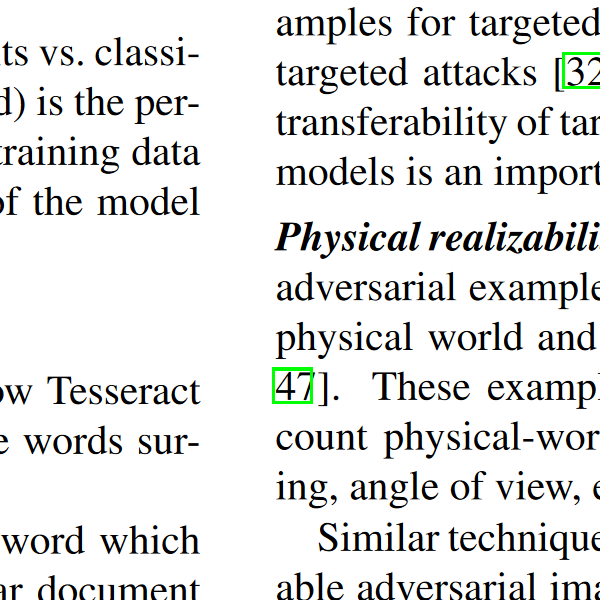 ts vs. classi-
d) is the per-
training data
of the model
ow Tesseract
e words sur-
word which
ar document
amples for targeted
targeted attacks [32
transferability of tar
models is an import
Physical realizabili
adversarial example
physical world and
47]. These exampl
count physical-wor
ing, angle of view, e
Similar technique
able adversarial ima